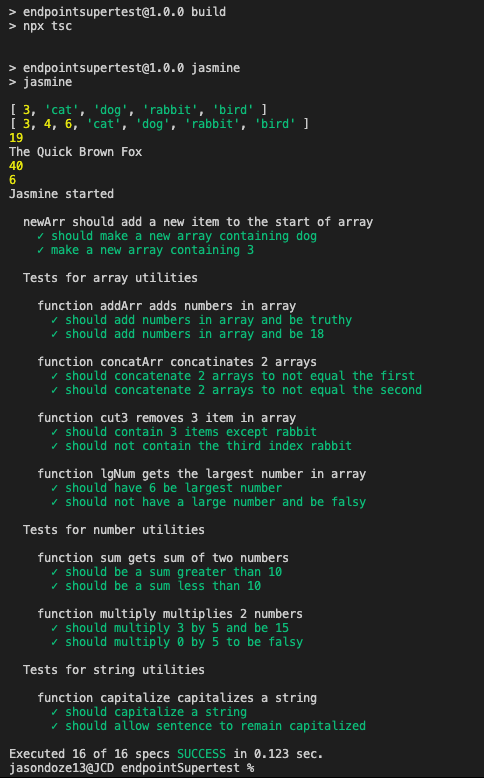 > endpointsupertest@1.0.0 build
> npx tsc
> endpointsupertest@1.0.0 jasmine
> jasmine
[ 3, 'cat', 'dog', 'rabbit', 'bird' ]
[ 3, 4, 6, 'cat', 'dog', 'rabbit', 'bird' ]
19
The Quick Brown Fox
40
6
Jasmine started
newArr should add a new item to the start of array
✓ should make a new array containing dog
✓ make a new array containing 3
Tests for array utilities
function addArr adds numbers in array
✓ should add numbers in array and be truthy
✓ should add numbers in array and be 18
function concatArr concatinates 2 arrays
✓ should concatenate 2 arrays to not equal the first
✓ should concatenate 2 arrays to not equal the second
function cut3 removes 3 item in array
✓ should contain 3 items except rabbit
✓ should not contain the third index rabbit
function lgNum gets the largest number in array
✓ should have 6 be largest number
✓ should not have a large number and be falsy
Tests for number utilities
function sum gets sum of two numbers
✓ should be a sum greater than 10
✓ should be a sum less than 10
function multiply multiplies 2 numbers
✓ should multiply 3 by 5 and be 15
✓ should multiply 0 by 5 to be falsy
Tests for string utilities
function capitalize capitalizes a string
✓ should capitalize a string
✓ should allow sentence to remain capitalized
Executed 16 of 16 specs SUCCESS in 0.123 sec.
jasondoze13@JCD endpointSupertest %